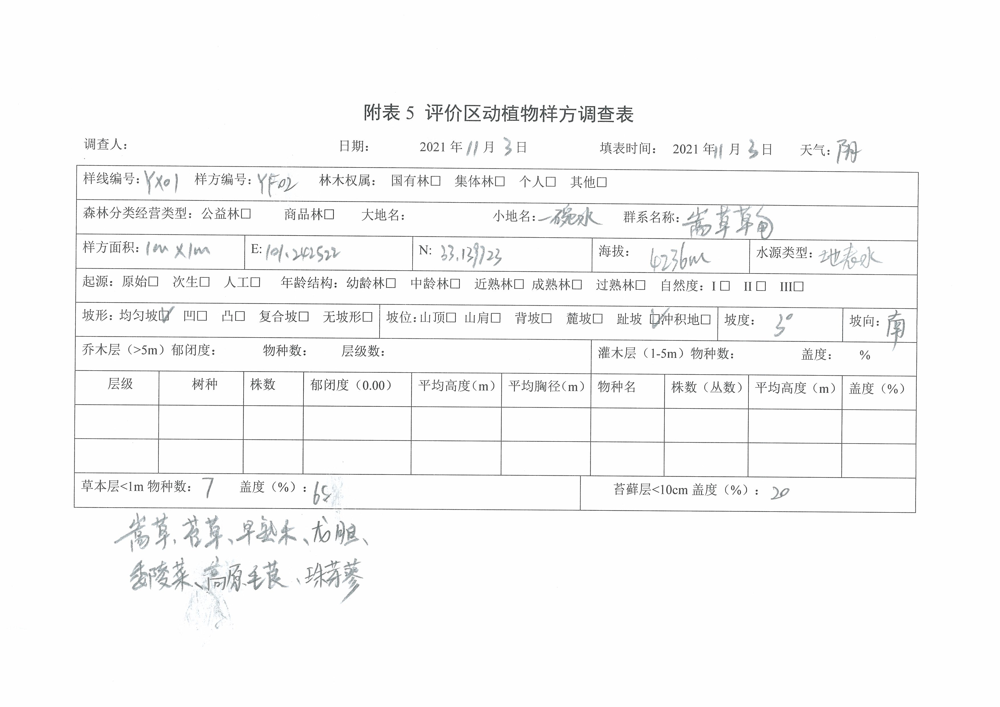 附表 5 评价区动植物样方调查表
调查人： 日期： 2021 年 11 月 3 日 填表时间： 2021 年 11 月 3 日 天气：阴
样线编号：YX01 样方编号：YF02 林木权属： 国有林□ 集体林□ 个人□ 其他□
森林分类经营类型：公益林□ 商品林□ 大地名： 小地名：一碗水 群系名称：嵩草草甸
样方面积：1m×1m E: 101.242522 N: 33.139723 海拔： 4236m 水源类型：地表水
起源：原始□ 次生□ 人工□ 年龄结构：幼龄林□ 中龄林□ 近熟林□ 成熟林□ 过熟林□ 自然度：I □ II □ III□
坡形：均匀坡☑ 凹□ 凸□ 复合坡□ 无坡形□ 坡位：山顶□ 山肩□ 背坡□ 麓坡□ 趾坡 ☑冲积地□ 坡度： 3° 坡向：南
乔木层（>5m）郁闭度： 物种数： 层级数： 灌木层（1-5m）物种数： 盖度： %
层级 树种 株数 郁闭度（0.00） 平均高度（m） 平均胸径（m） 物种名 株数（丛数） 平均高度（m） 盖度（%）
草本层<1m 物种数： 7 盖度（%）：65 苔藓层<10cm 盖度（%）： 20
嵩草、苔草、早熟禾、龙胆、
委陵菜、高原毛茛、珠芽蓼